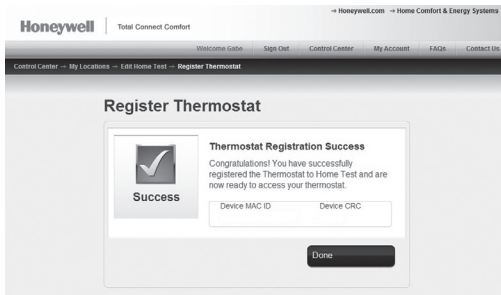 → Honeywell.com → Home Comfort & Energy Systems
Honeywell Total Connect Comfort
Welcome Gabe Sign Out Control Center My Account FAQs Contact Us
Control Center → My Locations → Edit Home Test → Register Thermostat
Register Thermostat
Thermostat Registration Success
Congratulations! You have successfully
registered the Thermostat to Home Test and are
now ready to access your thermostat.
Success
Device MAC ID Device CRC
Done